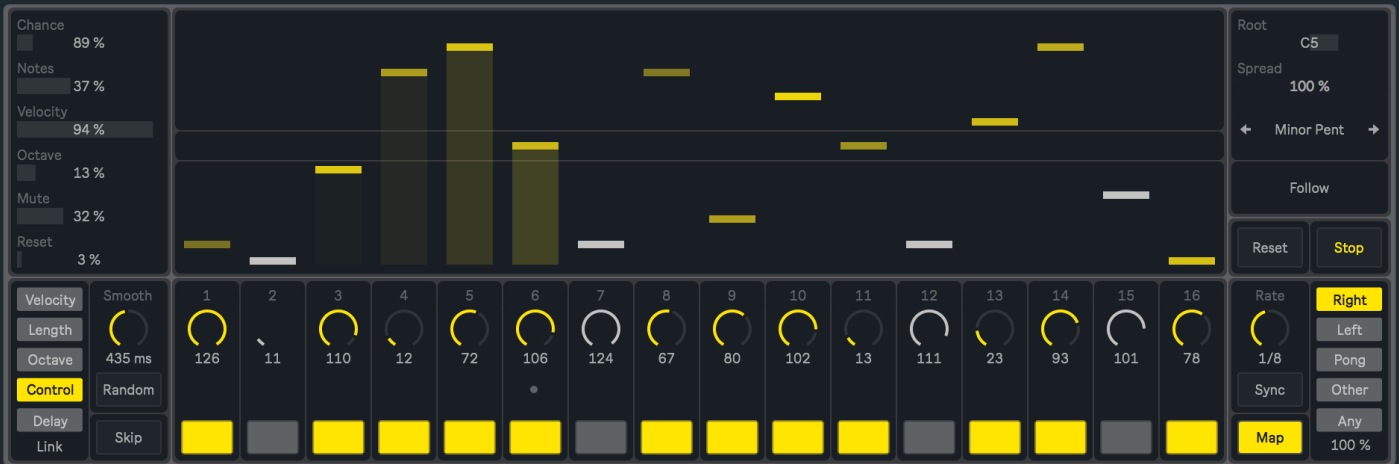 Chance
89 %
Notes
37 %
Velocity
94 %
Octave
13 %
Mute
32 %
Reset
3 %
Root
C5
Spread
100 %
Minor Pent
Follow
Reset
Stop
Velocity
Length
Octave
Control
Delay
Link
Smooth
435 ms
Random
Skip
1 2 3 4 5 6 7 8 9 10 11 12 13 14 15 16
126 11 110 12 72 106 124 67 80 102 13 111 23 93 101 78
Rate
1/8
Sync
Map
Right
Left
Pong
Other
Any
100 %